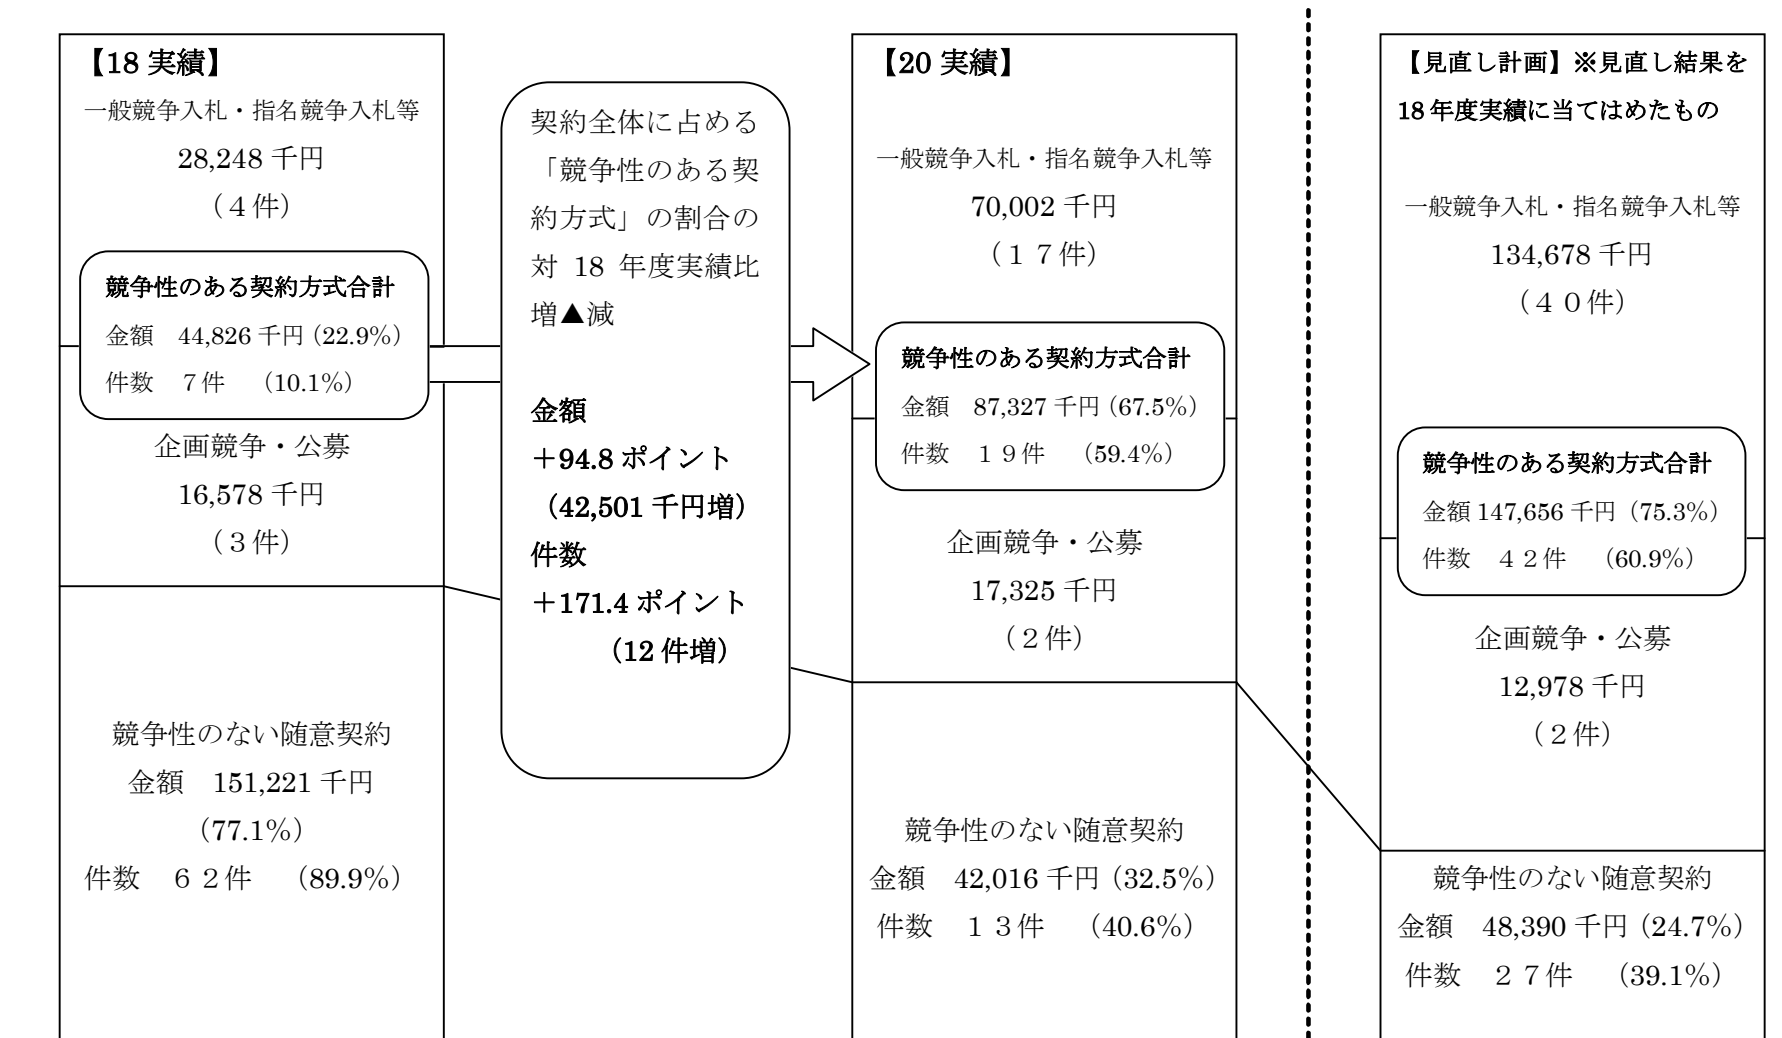 【18 実績】
一般競争入札・指名競争入札等
28,248 千円
（４件）
競争性のある契約方式合計
金額　44,826 千円（22.9%）
件数　７件　（10.1%）
企画競争・公募
16,578 千円
（３件）
競争性のない随意契約
金額　151,221 千円
（77.1%）
件数　６２件　（89.9%）
契約全体に占める
「競争性のある契
約方式」の割合の
対 18 年度実績比
増▲減
金額
＋94.8 ポイント
（42,501 千円増）
件数
＋171.4 ポイント
（12 件増）
【20 実績】
一般競争入札・指名競争入札等
70,002 千円
（１７件）
競争性のある契約方式合計
金額　87,327 千円（67.5%）
件数　１９件　（59.4%）
企画競争・公募
17,325 千円
（２件）
競争性のない随意契約
金額　42,016 千円（32.5%）
件数　１３件　（40.6%）
【見直し計画】※見直し結果を
18 年度実績に当てはめたもの
一般競争入札・指名競争入札等
134,678 千円
（４０件）
競争性のある契約方式合計
金額 147,656 千円（75.3%）
件数　４２件　（60.9%）
企画競争・公募
12,978 千円
（２件）
競争性のない随意契約
金額　48,390 千円（24.7%）
件数　２７件　（39.1%）